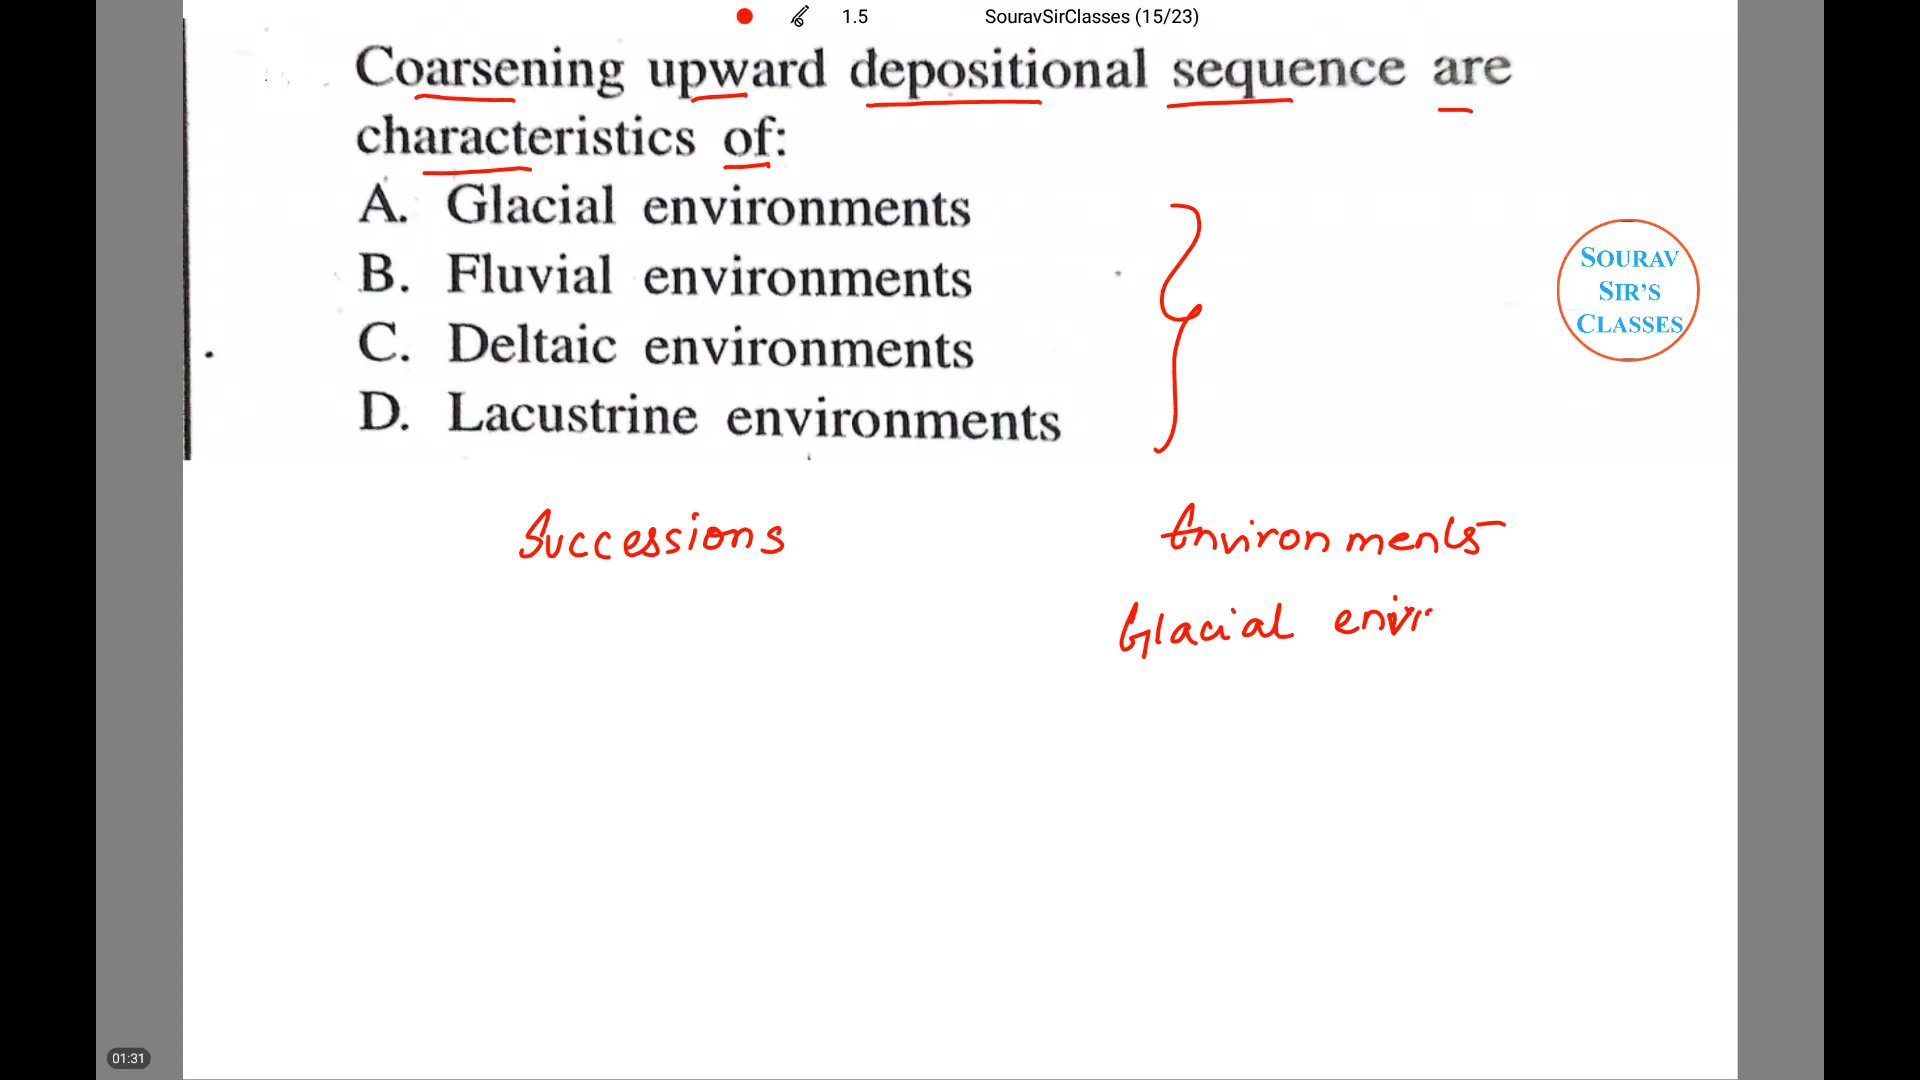 1.5 SouravSirClasses (15/23)
Coarsening upward depositional sequence are
characteristics of:
A. Glacial environments
B. Fluvial environments
C. Deltaic environments
D. Lacustrine environments
SOURAV
SIR'S
CLASSES
Successions Environments
Glacial envir
01:31